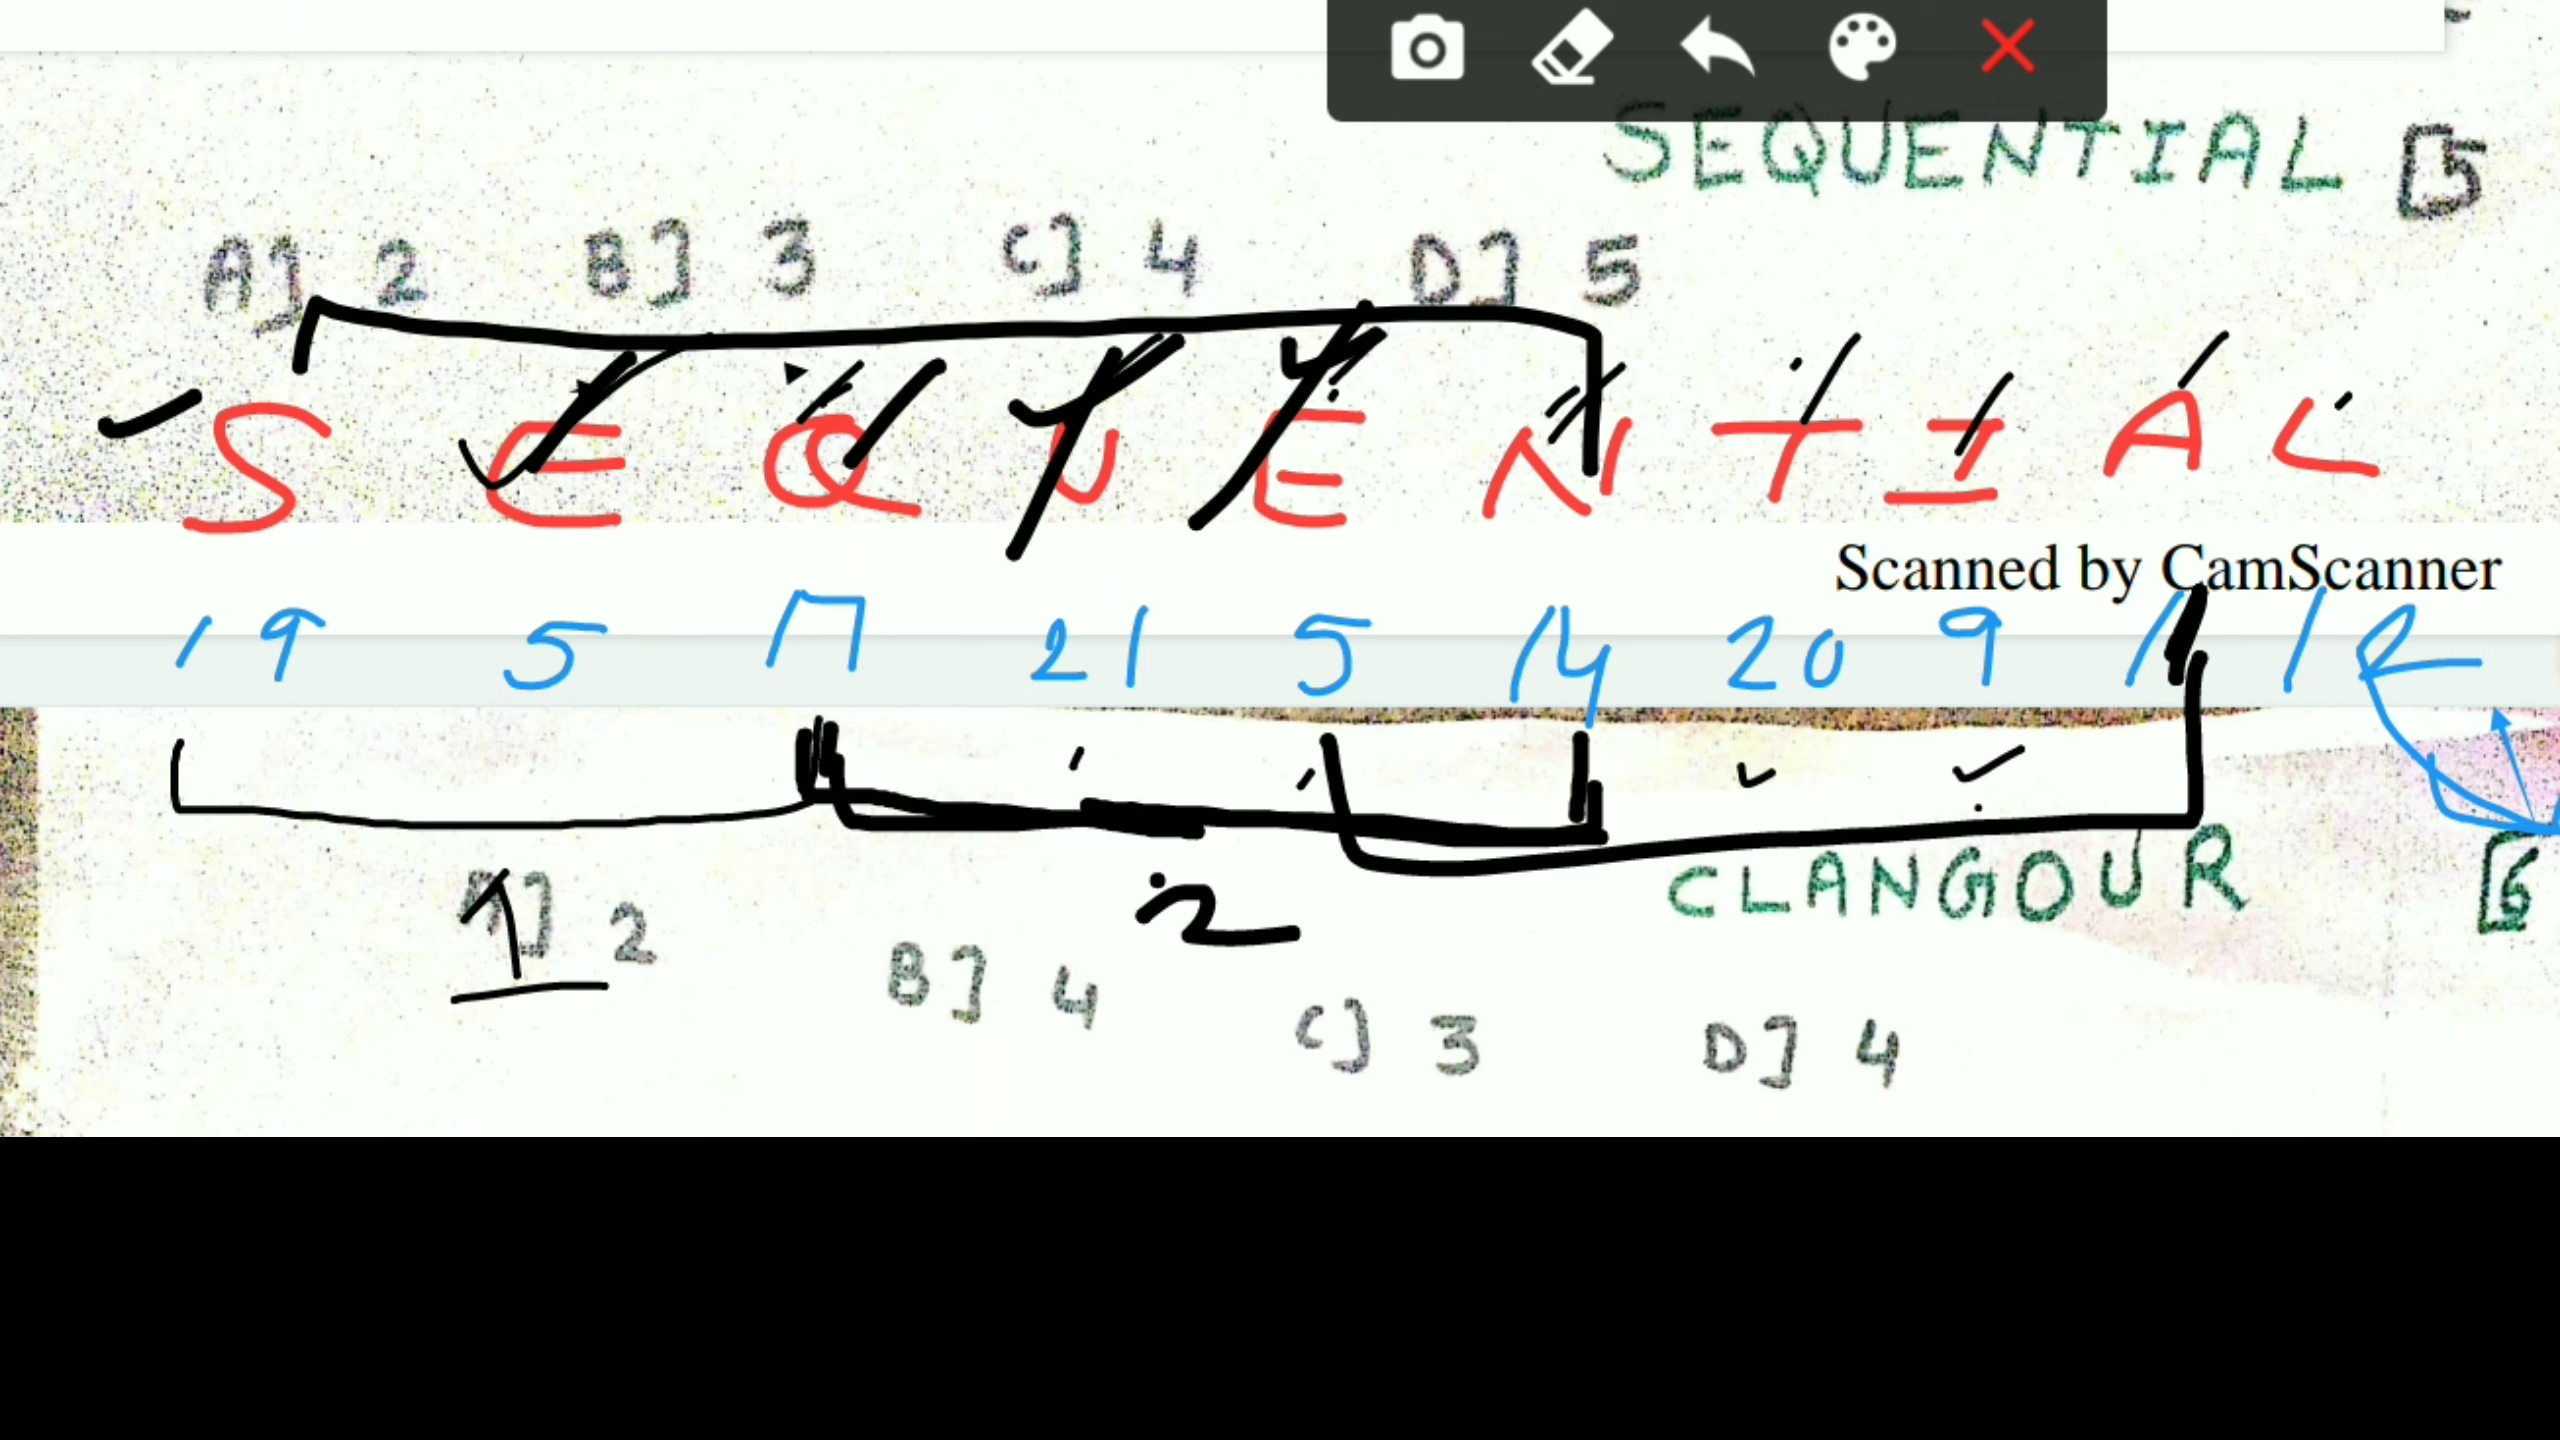 SEQUENTIAL [5
A] 2 B] 3 C] 4 D] 5
S E Q U E N T I A L
Scanned by CamScanner
19 5 17 21 5 14 20 9 1 12
CLANGOUR [6
1 2
A] 2 B] 4 C] 3 D] 4